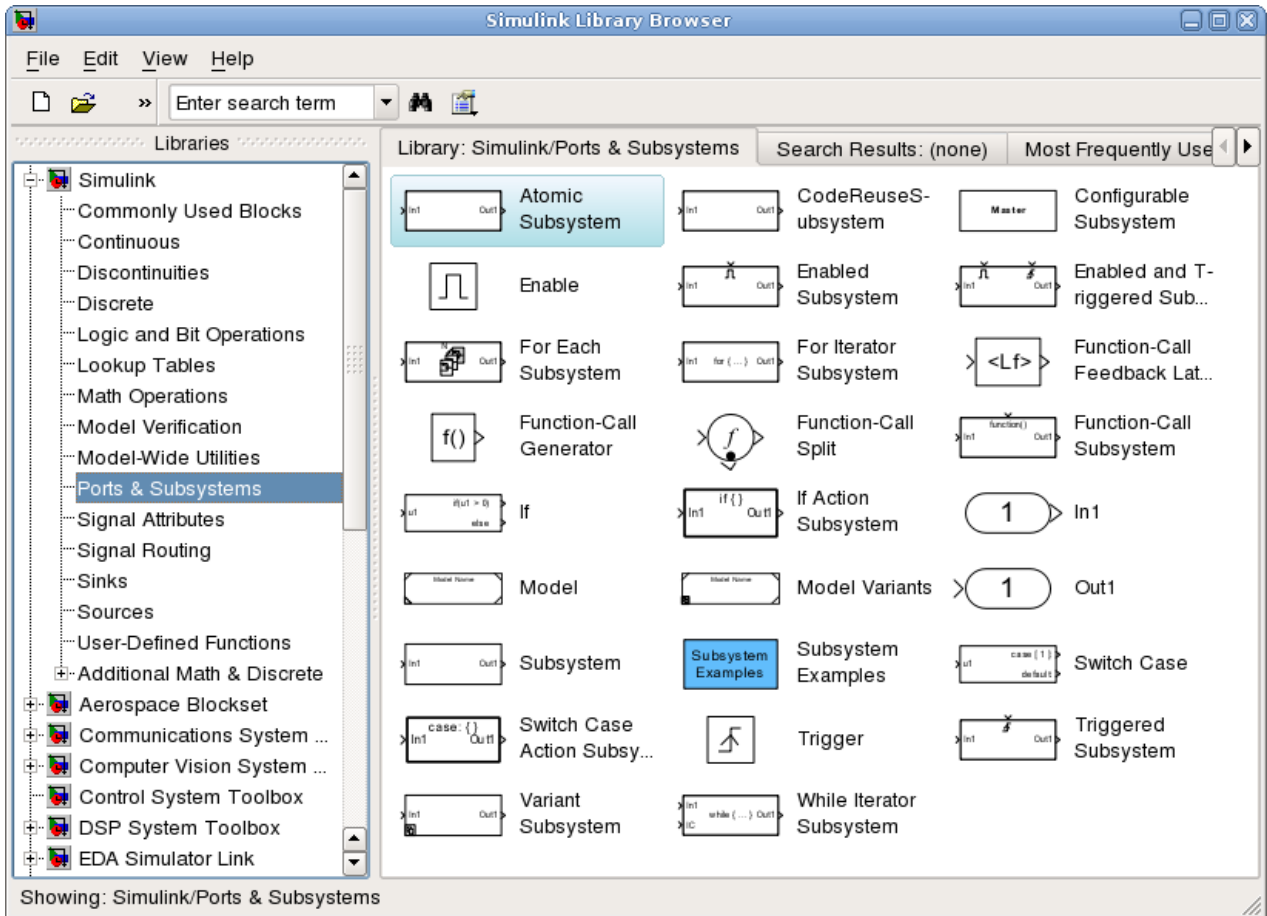 Simulink Library Browser
File Edit View Help
» Enter search term
Libraries
Simulink
Commonly Used Blocks
Continuous
Discontinuities
Discrete
Logic and Bit Operations
Lookup Tables
Math Operations
Model Verification
Model-Wide Utilities
Ports & Subsystems
Signal Attributes
Signal Routing
Sinks
Sources
User-Defined Functions
Additional Math & Discrete
Aerospace Blockset
Communications System ...
Computer Vision System ...
Control System Toolbox
DSP System Toolbox
EDA Simulator Link
Library: Simulink/Ports & Subsystems
Search Results: (none)
Most Frequently Use
In1 Out1
Atomic
Subsystem
In1 Out1
CodeReuseS-
ubsystem
Master
Configurable
Subsystem
Enable
In1 Out1
Enabled
Subsystem
In1 Out1
Enabled and T-
riggered Sub...
In1 N Out1
For Each
Subsystem
In1 for { ... } Out1
For Iterator
Subsystem
<Lf>
Function-Call
Feedback Lat...
f()
Function-Call
Generator
f
Function-Call
Split
function()
In1 Out1
Function-Call
Subsystem
u1 if(u1 > 0)
else
If
if { }
In1 Out1
If Action
Subsystem
1
In1
Model Name
Model
Model Name
Model Variants
1
Out1
In1 Out1
Subsystem
Subsystem
Examples
Subsystem
Examples
u1 case [ 1 ]:
default:
Switch Case
case: { }
In1 Out1
Switch Case
Action Subsy...
Trigger
In1 Out1
Triggered
Subsystem
In1 Out1
Variant
Subsystem
In1
while { ... } Out1
IC
While Iterator
Subsystem
Showing: Simulink/Ports & Subsystems